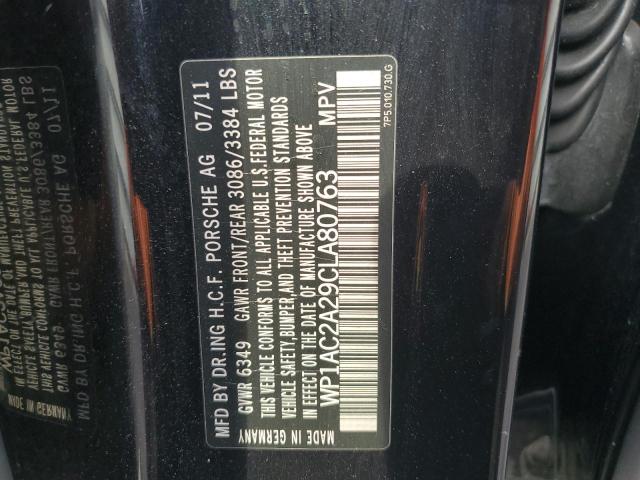 MFD BY DR.ING H.C.F. PORSCHE AG 07/11
GVWR 6349 GAWR FRONT/REAR 3086/3384 LBS
THIS VEHICLE CONFORMS TO ALL APPLICABLE U.S.FEDERAL MOTOR
VEHICLE SAFETY,BUMPER,AND THEFT PREVENTION STANDARDS
IN EFFECT ON THE DATE OF MANUFACTURE SHOWN ABOVE
WP1AC2A29CLA80763 MPV
MADE IN GERMANY 7P5.010.730.G